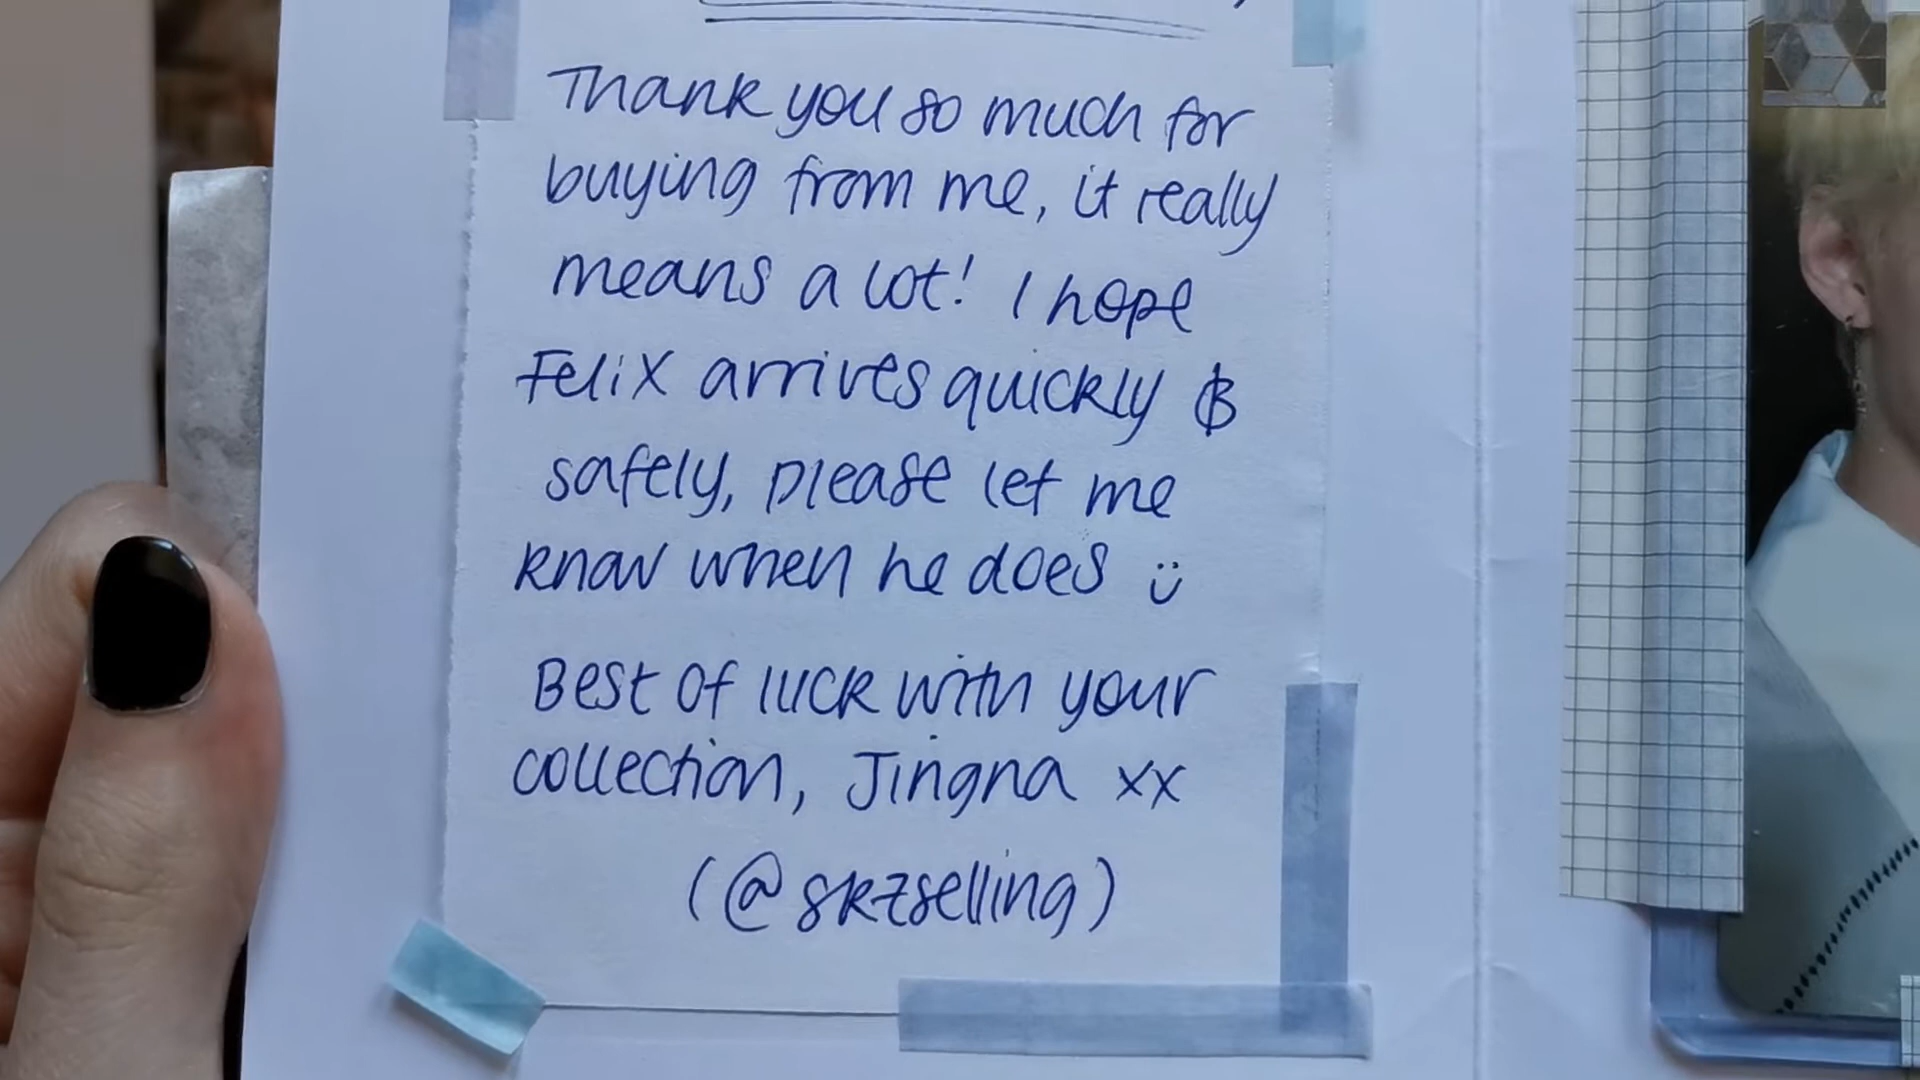 Thank you so much for
buying from me, it really
means a lot! I hope
Felix arrives quickly &
safely, please let me
know when he does ü
Best of luck with your
collection, Jingna xx
(@skzselling)